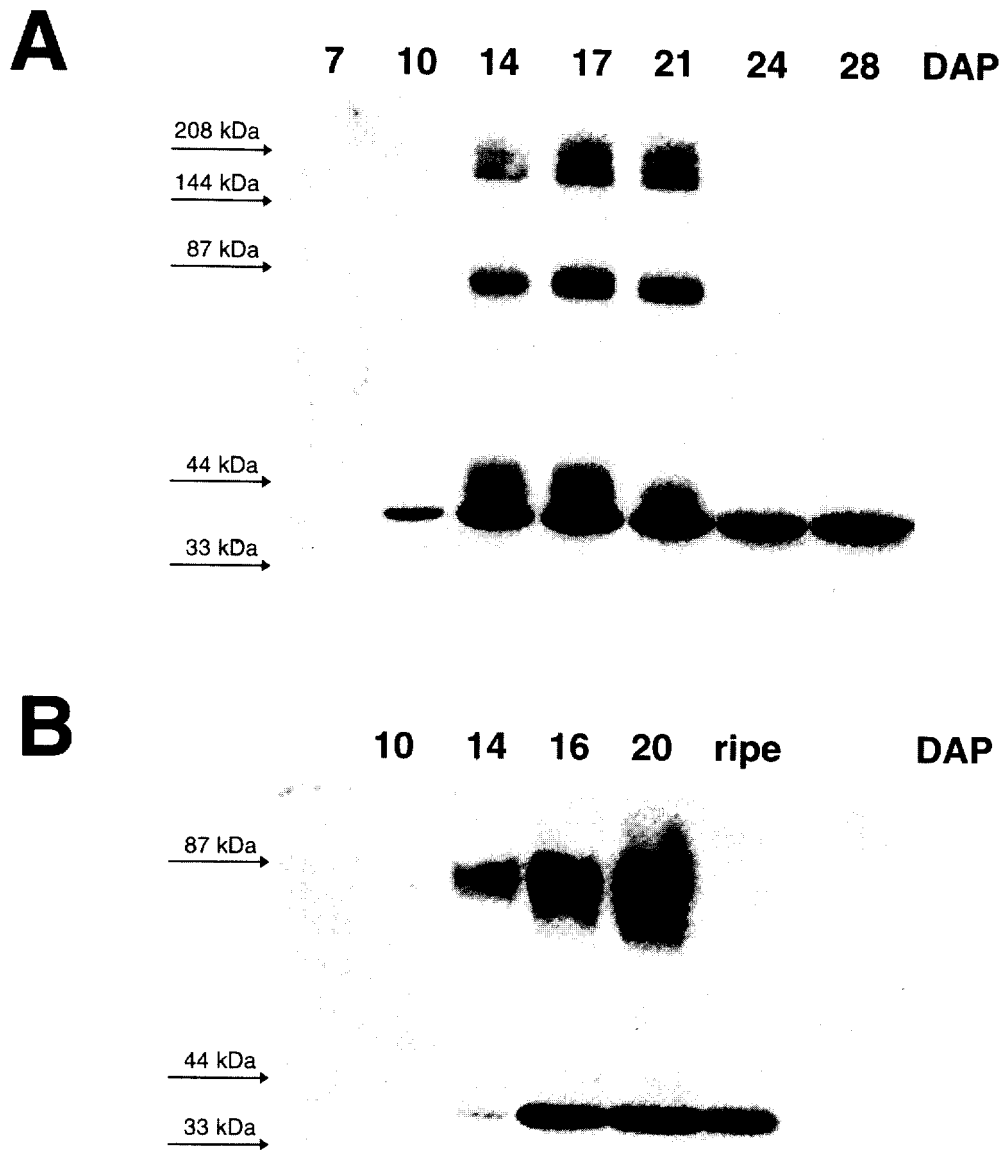 A
7 10 14 17 21 24 28 DAP
208 kDa
144 kDa
87 kDa
44 kDa
33 kDa
B
10 14 16 20 ripe DAP
87 kDa
44 kDa
33 kDa